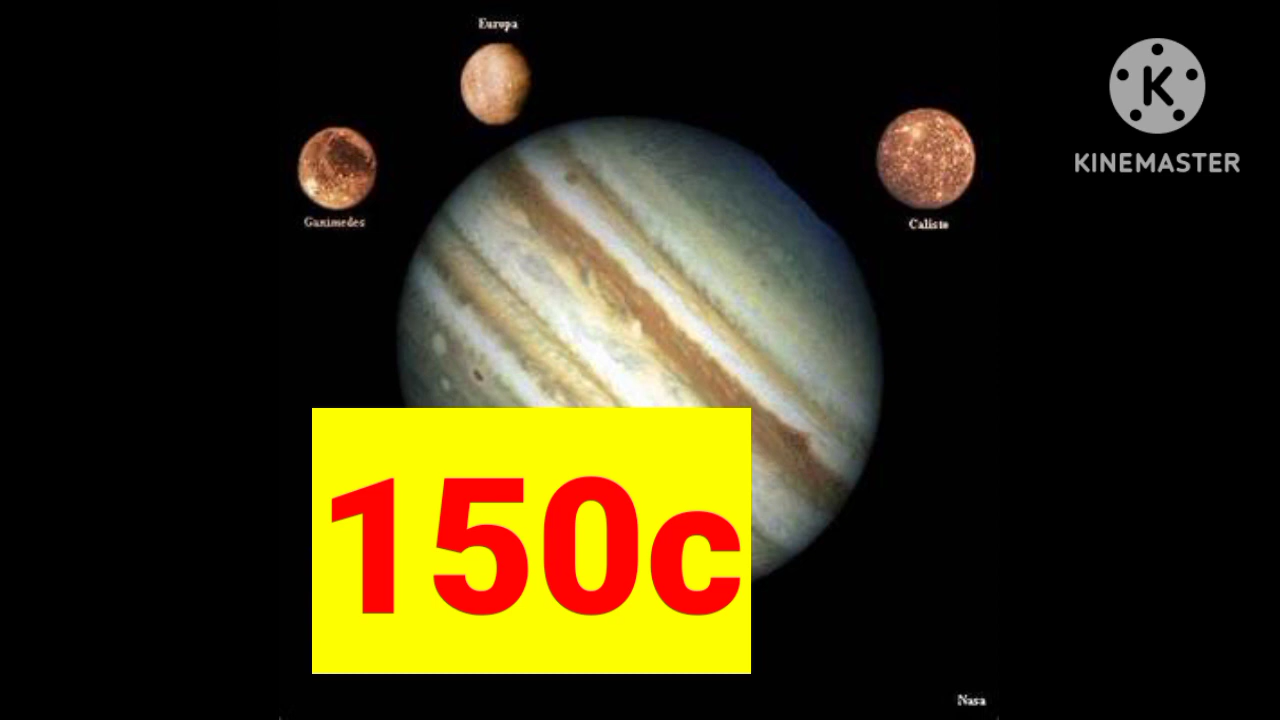 Europa
KINEMASTER
Ganimedes
Calisto
150c
Nasa